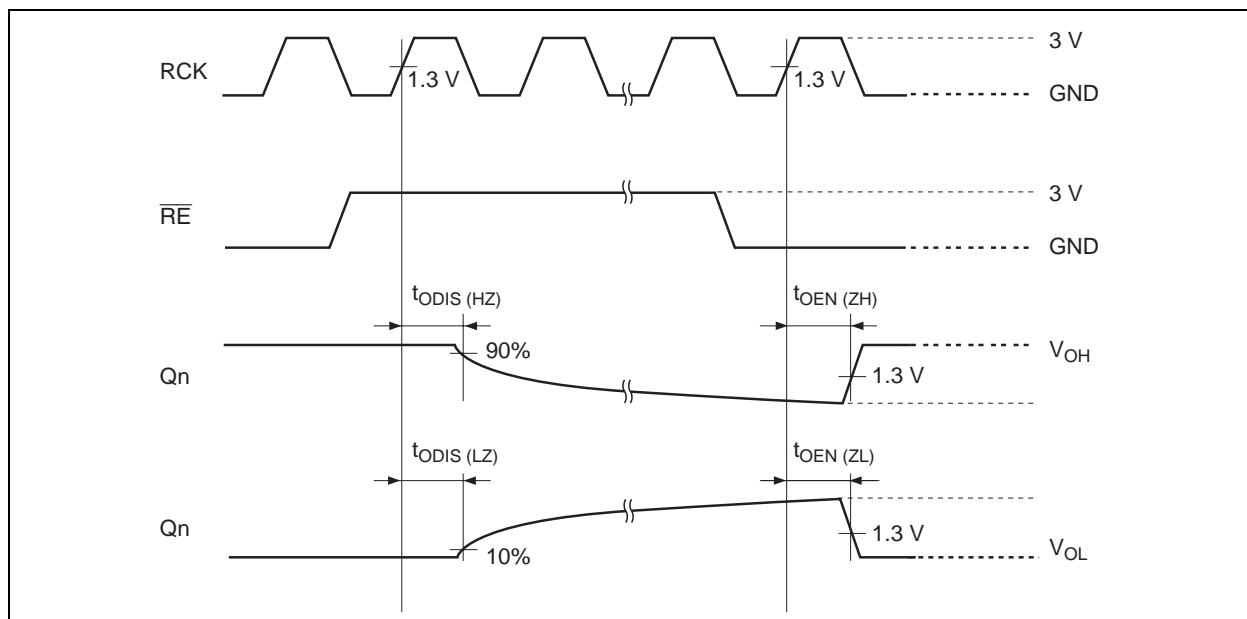 RCK
1.3 V
1.3 V
3 V
GND
R̅E̅
3 V
GND
tODIS (HZ)
tOEN (ZH)
Qn
90%
1.3 V
VOH
tODIS (LZ)
tOEN (ZL)
Qn
10%
1.3 V
VOL